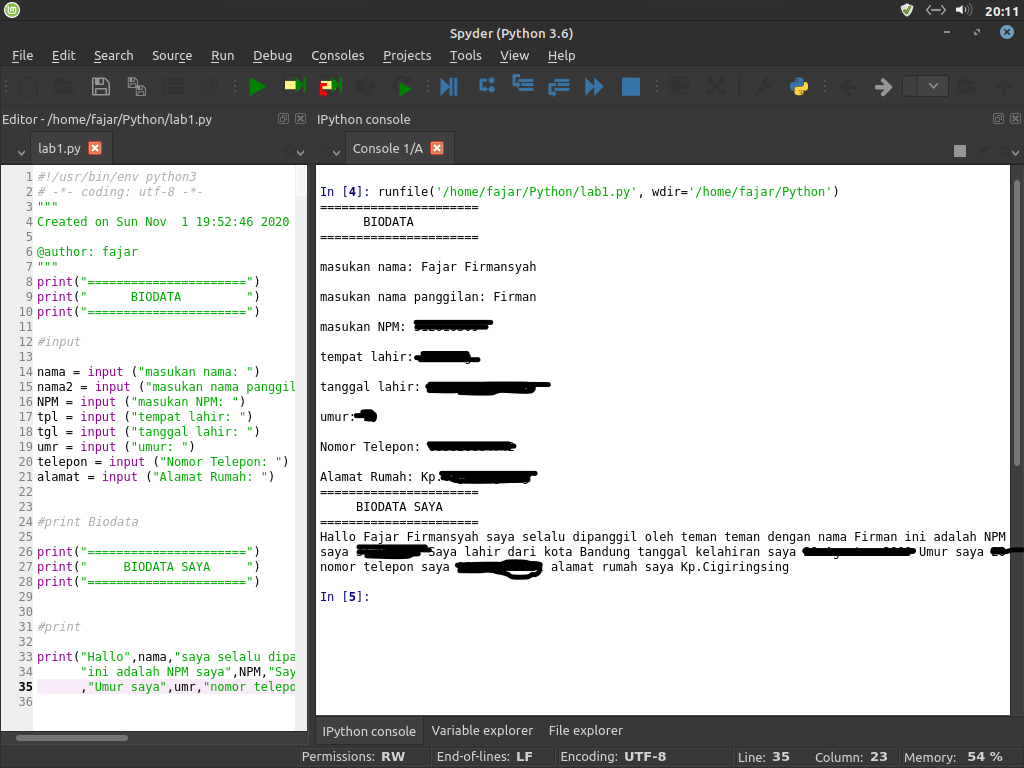 20:11
Spyder (Python 3.6)
File Edit Search Source Run Debug Consoles Projects Tools View Help
Editor - /home/fajar/Python/lab1.py
lab1.py
1 #!/usr/bin/env python3
2 # -*- coding: utf-8 -*-
3 """
4 Created on Sun Nov  1 19:52:46 2020
5
6 @author: fajar
7 """
8 print("======================")
9 print("      BIODATA         ")
10 print("======================")
11
12 #input
13
14 nama = input ("masukan nama: ")
15 nama2 = input ("masukan nama panggil
16 NPM = input ("masukan NPM: ")
17 tpl = input ("tempat lahir: ")
18 tgl = input ("tanggal lahir: ")
19 umr = input ("umur: ")
20 telepon = input ("Nomor Telepon: ")
21 alamat = input ("Alamat Rumah: ")
22
23
24 #print Biodata
25
26 print("======================")
27 print("     BIODATA SAYA     ")
28 print("======================")
29
30
31 #print
32
33 print("Hallo",nama,"saya selalu dipa
34 "ini adalah NPM saya",NPM,"Say
35 ,"Umur saya",umr,"nomor telepo
36
IPython console
Console 1/A
In [4]: runfile('/home/fajar/Python/lab1.py', wdir='/home/fajar/Python')
======================
BIODATA
======================
masukan nama: Fajar Firmansyah
masukan nama panggilan: Firman
masukan NPM:
tempat lahir:
tanggal lahir:
umur:
Nomor Telepon:
Alamat Rumah: Kp.
======================
BIODATA SAYA
======================
Hallo Fajar Firmansyah saya selalu dipanggil oleh teman teman dengan nama Firman ini adalah NPM
saya Saya lahir dari kota Bandung tanggal kelahiran saya Umur saya
nomor telepon saya alamat rumah saya Kp.Cigiringsing
In [5]:
IPython console Variable explorer File explorer
Permissions: RW End-of-lines: LF Encoding: UTF-8 Line: 35 Column: 23 Memory: 54 %